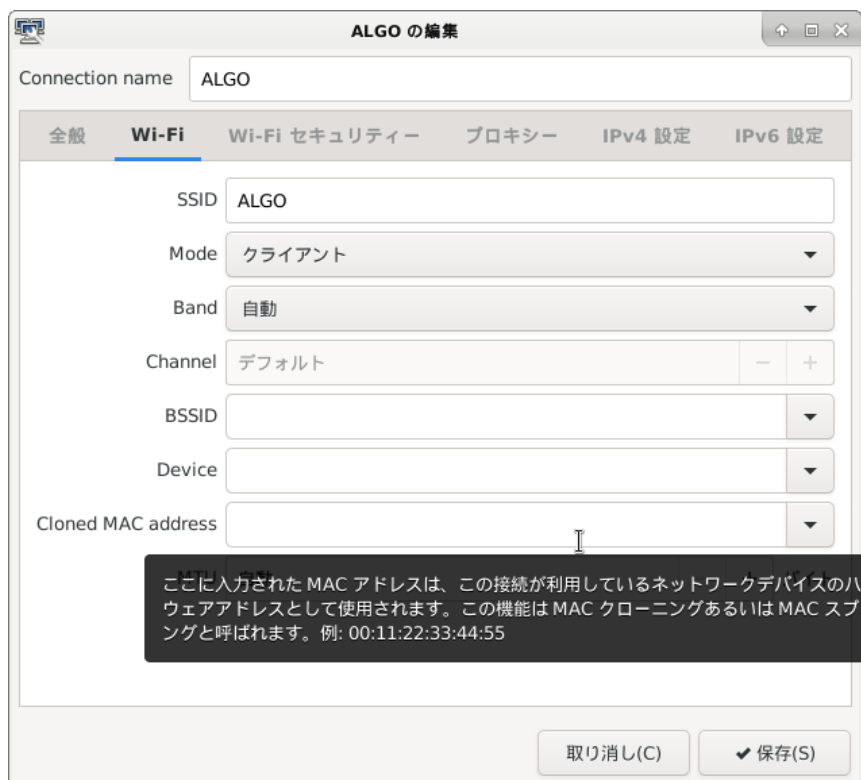 ALGO の編集
Connection name ALGO
全般 Wi-Fi Wi-Fi セキュリティー プロキシー IPv4 設定 IPv6 設定
SSID ALGO
Mode クライアント
Band 自動
Channel デフォルト − +
BSSID
Device
Cloned MAC address
MTU 自動
ここに入力された MAC アドレスは、この接続が利用しているネットワークデバイスのハ
ウェアアドレスとして使用されます。この機能は MAC クローニングあるいは MAC スプ
ングと呼ばれます。例: 00:11:22:33:44:55
取り消し(C) 保存(S)